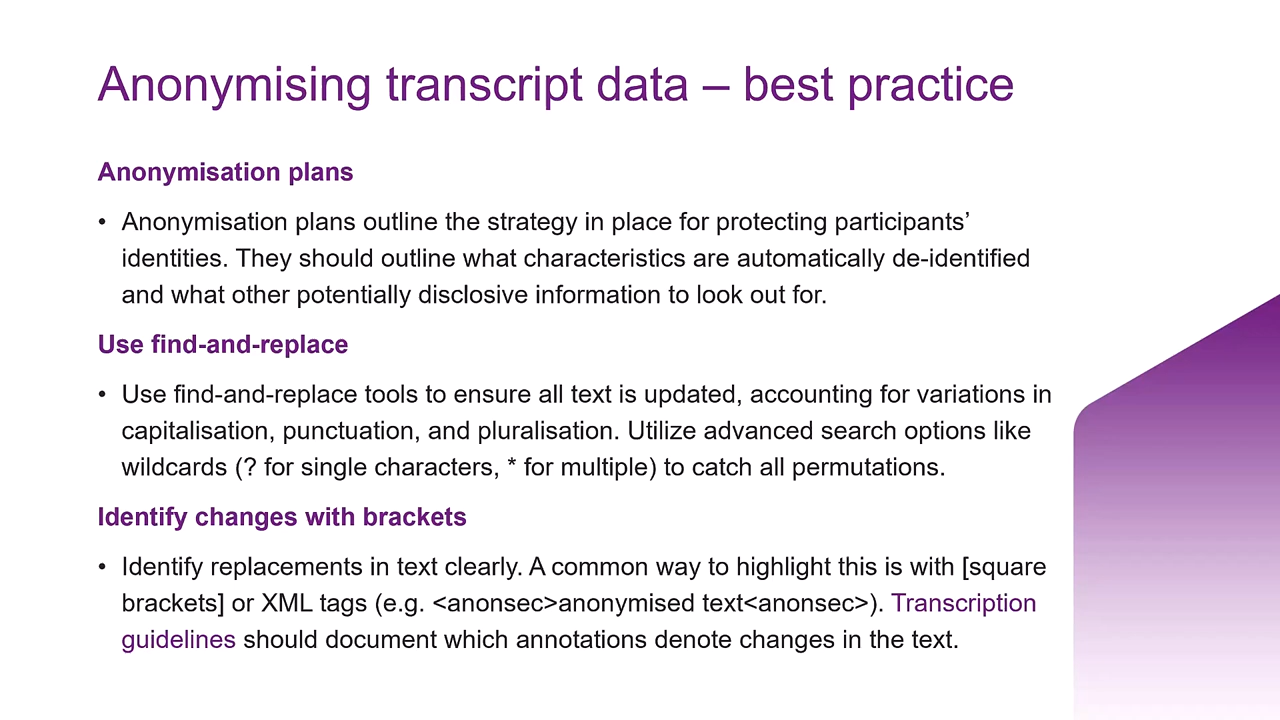 Anonymising transcript data – best practice
Anonymisation plans
• Anonymisation plans outline the strategy in place for protecting participants’
identities. They should outline what characteristics are automatically de-identified
and what other potentially disclosive information to look out for.
Use find-and-replace
• Use find-and-replace tools to ensure all text is updated, accounting for variations in
capitalisation, punctuation, and pluralisation. Utilize advanced search options like
wildcards (? for single characters, * for multiple) to catch all permutations.
Identify changes with brackets
• Identify replacements in text clearly. A common way to highlight this is with [square
brackets] or XML tags (e.g. <anonsec>anonymised text<anonsec>). Transcription
guidelines should document which annotations denote changes in the text.